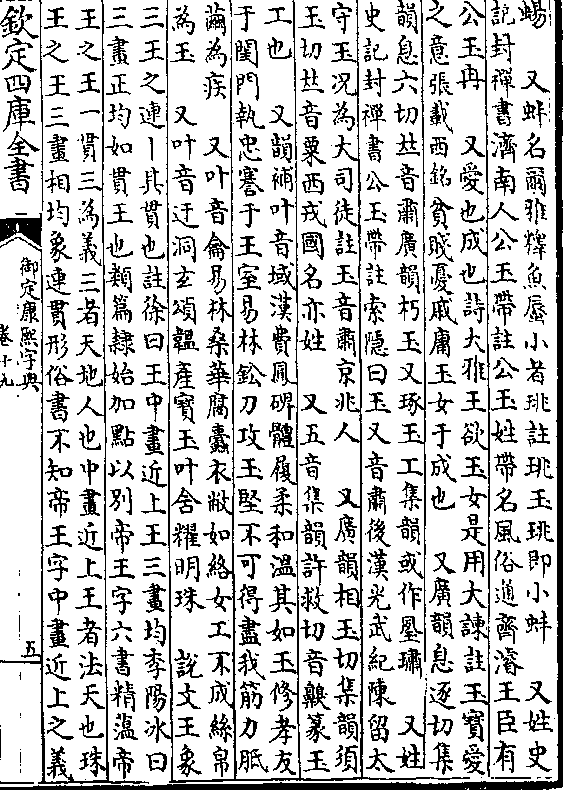 蜴　又蚌名爾雅釋魚蜃小者珧註珧玉珧即小蚌　又姓史
記封禪書濟南人公玉帶註公玉姓帶名風俗通齊濬王臣有
公玉冉　又愛也成也詩大雅王欲玉女是用大諫註玉寶愛
之意張載西銘貧賤憂戚庸玉女于成也　又廣韻息逐切集
韻息六切𠀤音肅廣韻朽玉又琢玉工集韻或作璽璛　又姓
史記封禪書公玉帶註索隱曰玉又音肅後漢光武紀陳留太
守玉況為大司徒註玉音肅京兆人　又廣韻相玉切集韻須
玉切𠀤音粟西戎國名亦姓　又五音集韻許救切音齅篆玉
工也　又韻補叶音域漢費鳳碑體履柔和溫其如玉修孝友
于閨門執忠謇于王室易林鈆刀攻玉堅不可得盡我筋力胝
繭為疾　又叶音龠易林桑華腐蠹衣敝如絡女工不成絲帛
為玉　又叶音迂洞玄頌韞產寶玉叶舍耀明珠　說文王象
三王之連丨其貫也註徐曰王中畫近上王三畫均李陽冰曰
三畫正均如貫王也類篇隸始加點以別帝王字六書精蘊帝
王之王一貫三為義三者天地人也中畫近上王者法天也珠
王之王三畫相均象連貫形俗書不知帝王字中畫近上之義
欽定四庫全書
御定康熙字典
卷十九
五